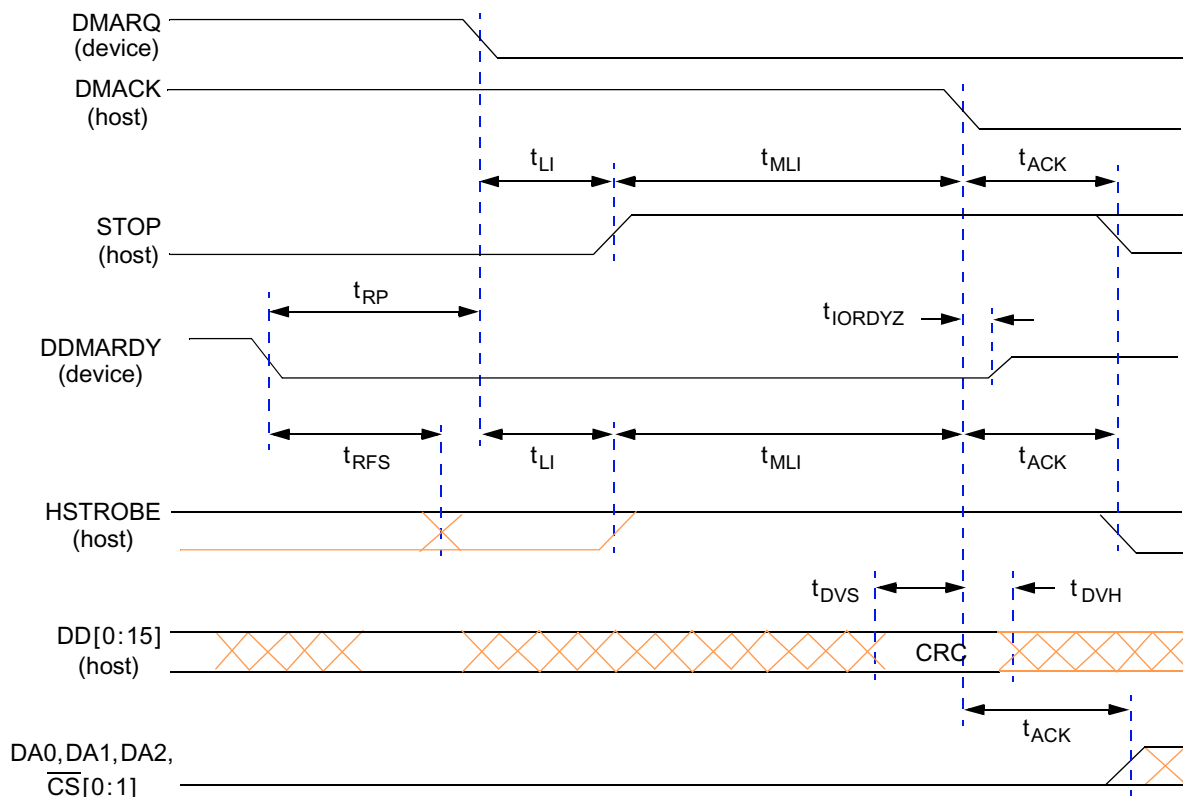 DMARQ
(device)
DMACK
(host)
tLI
tMLI
tACK
STOP
(host)
tRP
tIORDYZ
DDMARDY
(device)
tRFS
tLI
tMLI
tACK
HSTROBE
(host)
tDVS
tDVH
DD[0:15]
(host)
CRC
tACK
DA0,DA1,DA2,
C̅S̅[0:1]